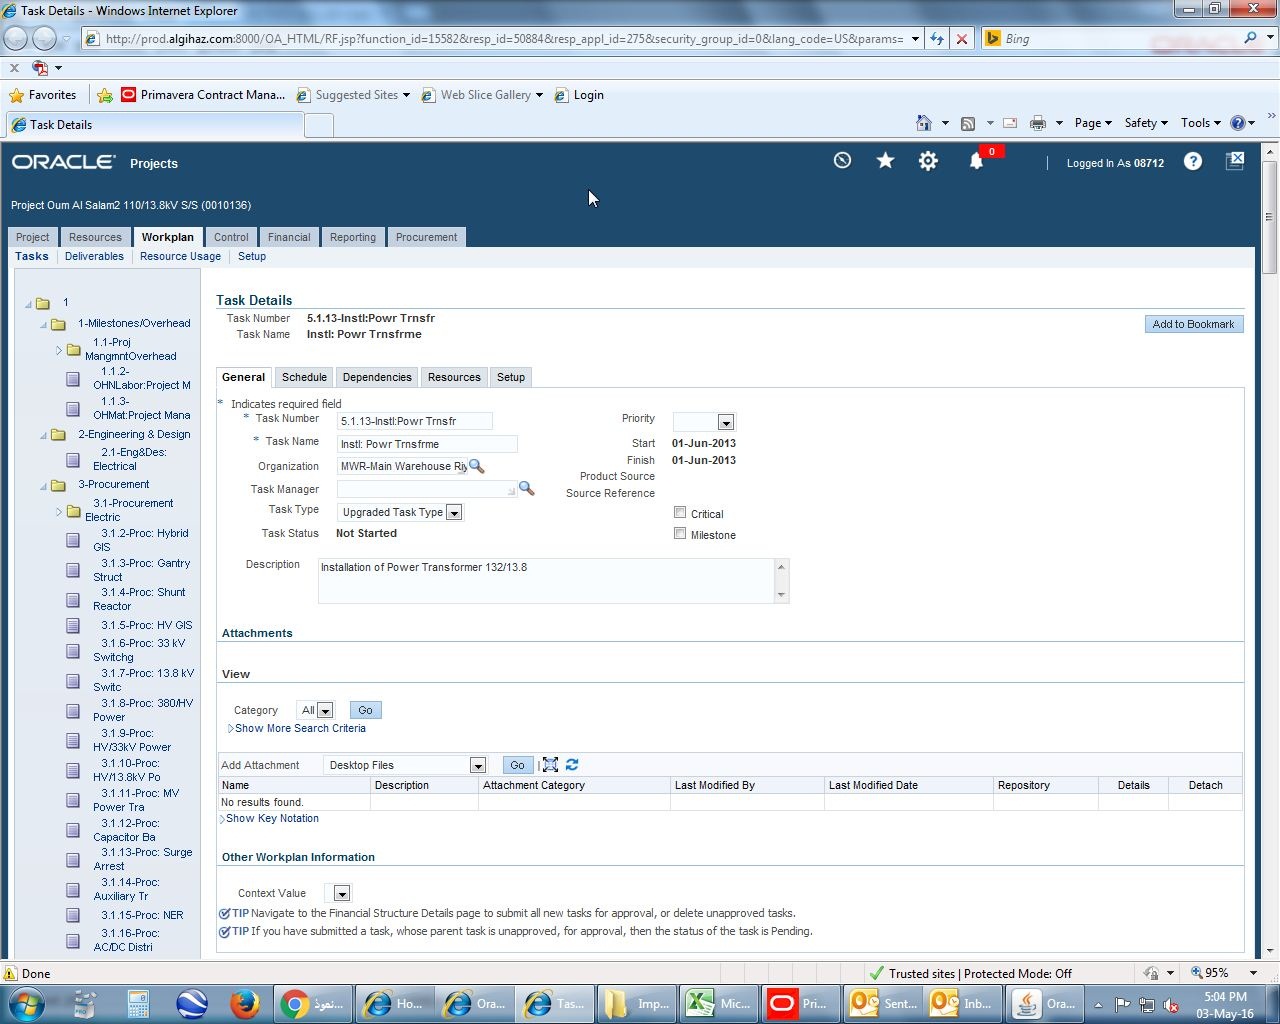 Task Details - Windows Internet Explorer
http://prod.algihaz.com:8000/OA_HTML/RF.jsp?function_id=15582&resp_id=50884&resp_appl_id=275&security_group_id=0&lang_code=US&params=
Bing
Favorites
Primavera Contract Mana...
Suggested Sites
Web Slice Gallery
Login
Task Details
Page
Safety
Tools
ORACLE
Projects
0
Logged In As 08712
Project Oum Al Salam2 110/13.8kV S/S (0010136)
Project Resources Workplan Control Financial Reporting Procurement
Tasks Deliverables Resource Usage Setup
1
1-Milestones/Overhead
1.1-Proj
MangmntOverhead
1.1.2-
OHNLabor:Project M
1.1.3-
OHMat:Project Mana
2-Engineering & Design
2.1-Eng&Des:
Electrical
3-Procurement
3.1-Procurement
Electric
3.1.2-Proc: Hybrid
GIS
3.1.3-Proc: Gantry
Struct
3.1.4-Proc: Shunt
Reactor
3.1.5-Proc: HV GIS
3.1.6-Proc: 33 kV
Switchg
3.1.7-Proc: 13.8 kV
Switc
3.1.8-Proc: 380/HV
Power
3.1.9-Proc:
HV/33kV Power
3.1.10-Proc:
HV/13.8kV Po
3.1.11-Proc: MV
Power Tra
3.1.12-Proc:
Capacitor Ba
3.1.13-Proc: Surge
Arrest
3.1.14-Proc:
Auxiliary Tr
3.1.15-Proc: NER
3.1.16-Proc:
AC/DC Distri
Task Details
Task Number 5.1.13-Instl:Powr Trnsfr
Task Name Instl: Powr Trnsfrme
Add to Bookmark
General Schedule Dependencies Resources Setup
* Indicates required field
* Task Number 5.1.13-Instl:Powr Trnsfr
* Task Name Instl: Powr Trnsfrme
Organization MWR-Main Warehouse Riy
Task Manager
Task Type Upgraded Task Type
Task Status Not Started
Priority
Start 01-Jun-2013
Finish 01-Jun-2013
Product Source
Source Reference
Critical
Milestone
Description Installation of Power Transformer 132/13.8
Attachments
View
Category All Go
Show More Search Criteria
Add Attachment Desktop Files Go
Name Description Attachment Category Last Modified By Last Modified Date Repository Details Detach
No results found.
Show Key Notation
Other Workplan Information
Context Value
TIP Navigate to the Financial Structure Details page to submit all new tasks for approval, or delete unapproved tasks.
TIP If you have submitted a task, whose parent task is unapproved, for approval, then the status of the task is Pending.
Done
Trusted sites | Protected Mode: Off
95%
نموذ...
Ho...
Ora...
Tas...
Imp...
Mic...
Pri...
Sent...
Inb...
Ora...
5:04 PM
03-May-16